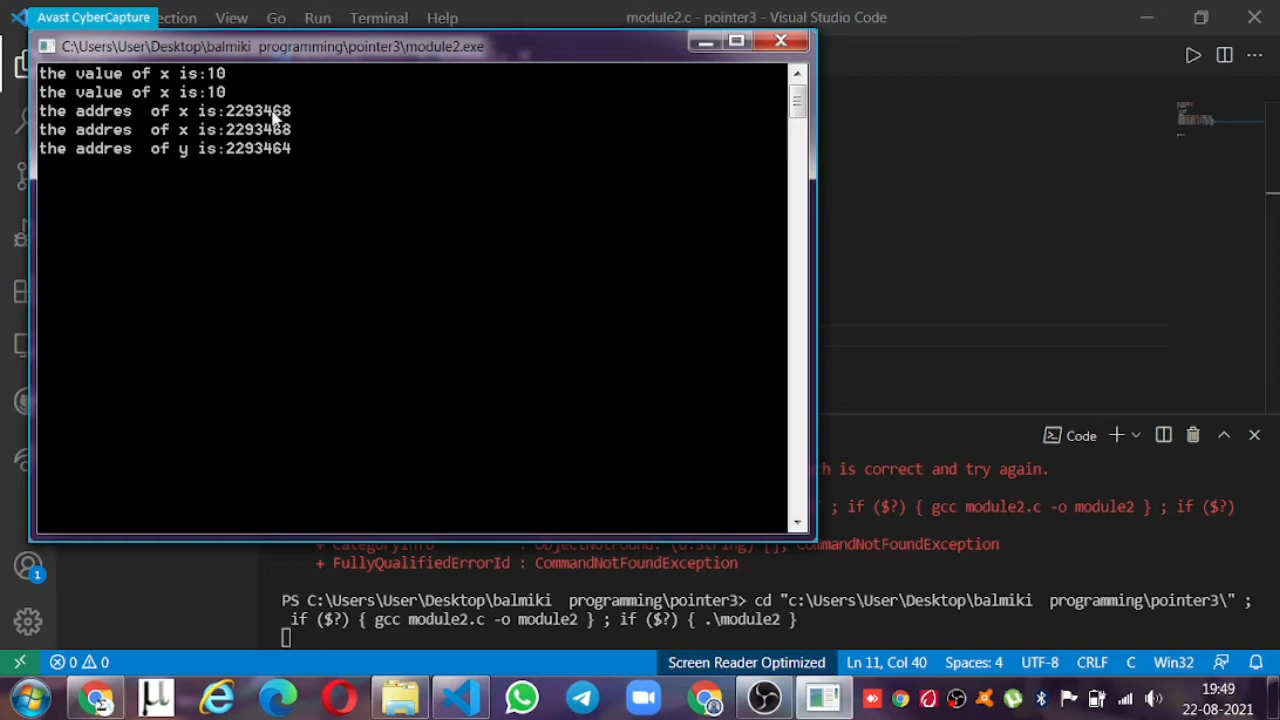 Avast CyberCapture
ection View Go Run Terminal Help
module2.c - pointer3 - Visual Studio Code
C:\Users\User\Desktop\balmiki programming\pointer3\module2.exe
the value of x is:10
the value of x is:10
the addres  of x is:2293468
the addres  of x is:2293468
the addres  of y is:2293464
Code
h is correct and try again.
; if ($?) { gcc module2.c -o module2 } ; if ($?)
+ CategoryInfo : ObjectNotFound: (u:String) [], CommandNotFoundException
+ FullyQualifiedErrorId : CommandNotFoundException
PS C:\Users\User\Desktop\balmiki  programming\pointer3> cd "c:\Users\User\Desktop\balmiki  programming\pointer3\" ;
if ($?) { gcc module2.c -o module2 } ; if ($?) { .\module2 }
1
0 0 Screen Reader Optimized Ln 11, Col 40 Spaces: 4 UTF-8 CRLF C Win32
19:49
22-08-2021